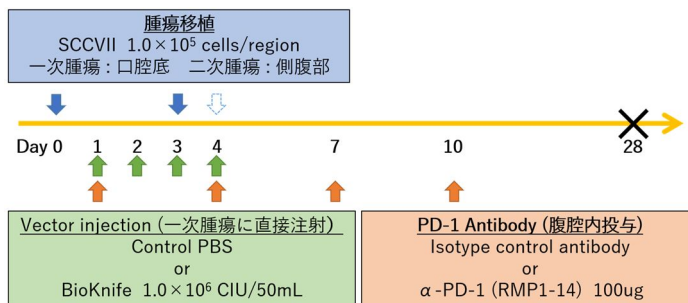 腫瘍移植
SCCVII 1.0×10⁵ cells/region
一次腫瘍：口腔底　二次腫瘍：側腹部
Day 0 1 2 3 4 7 10 28
Vector injection (一次腫瘍に直接注射）
Control PBS
or
BioKnife 1.0×10⁶ CIU/50mL
PD-1 Antibody (腹腔内投与)
Isotype control antibody
or
α-PD-1 (RMP1-14) 100ug